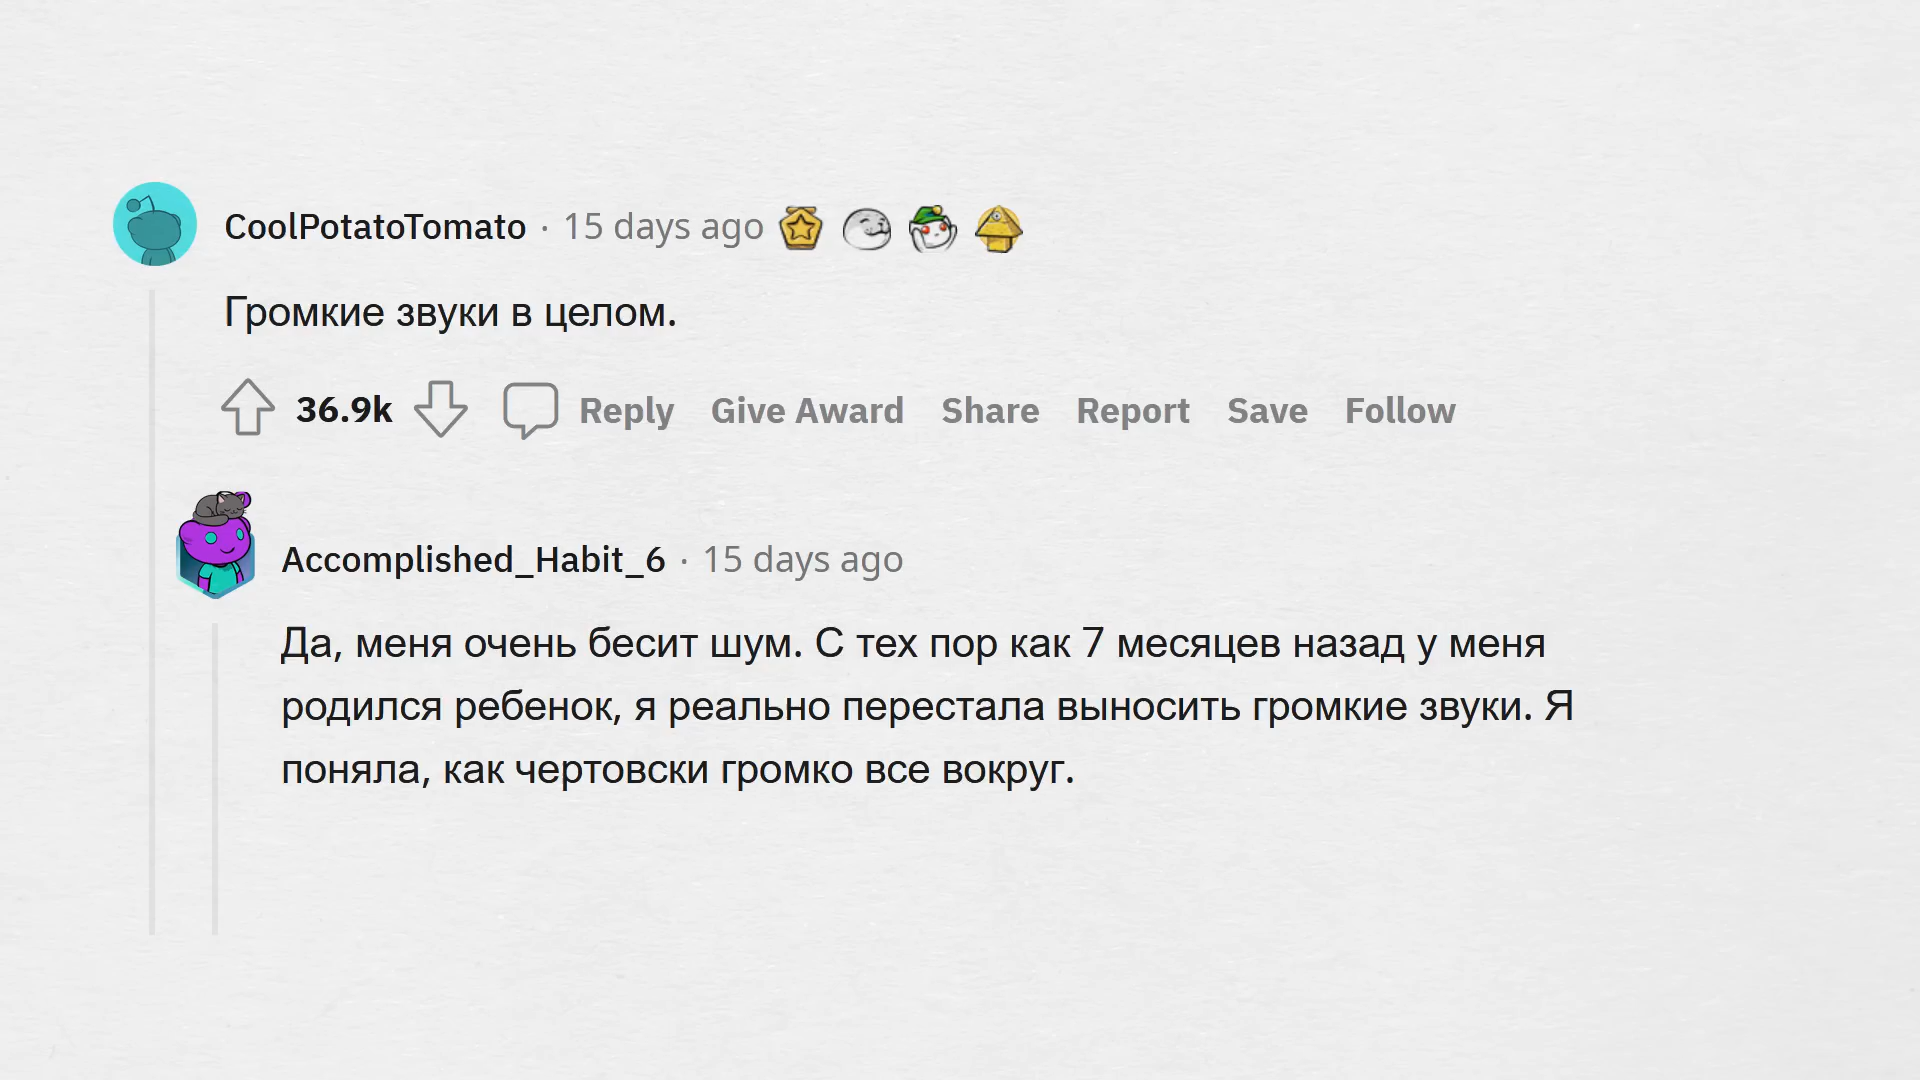 CoolPotatoTomato · 15 days ago
Громкие звуки в целом.
36.9k Reply Give Award Share Report Save Follow
Accomplished_Habit_6 · 15 days ago
Да, меня очень бесит шум. С тех пор как 7 месяцев назад у меня
родился ребенок, я реально перестала выносить громкие звуки. Я
поняла, как чертовски громко все вокруг.